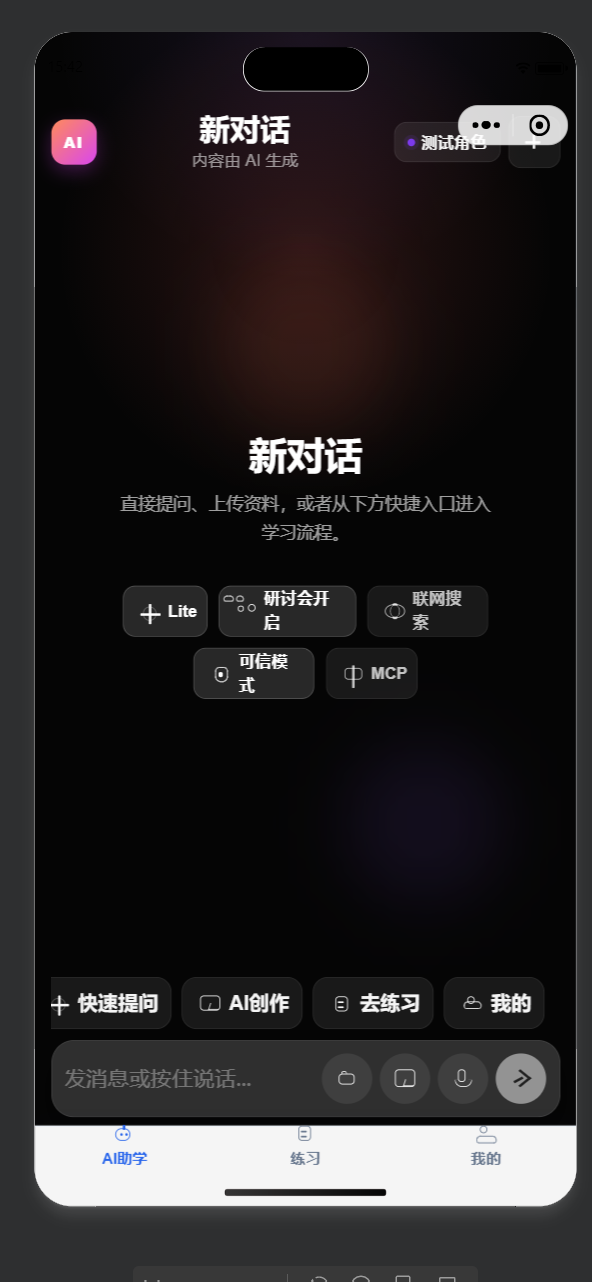 15:42
AI
新对话
内容由 AI 生成
测试角色
新对话
直接提问、上传资料，或者从下方快捷入口进入
学习流程。
Lite
研讨会开
启
联网搜
索
可信模
式
MCP
快速提问
AI创作
去练习
我的
发消息或按住说话...
AI助学
练习
我的